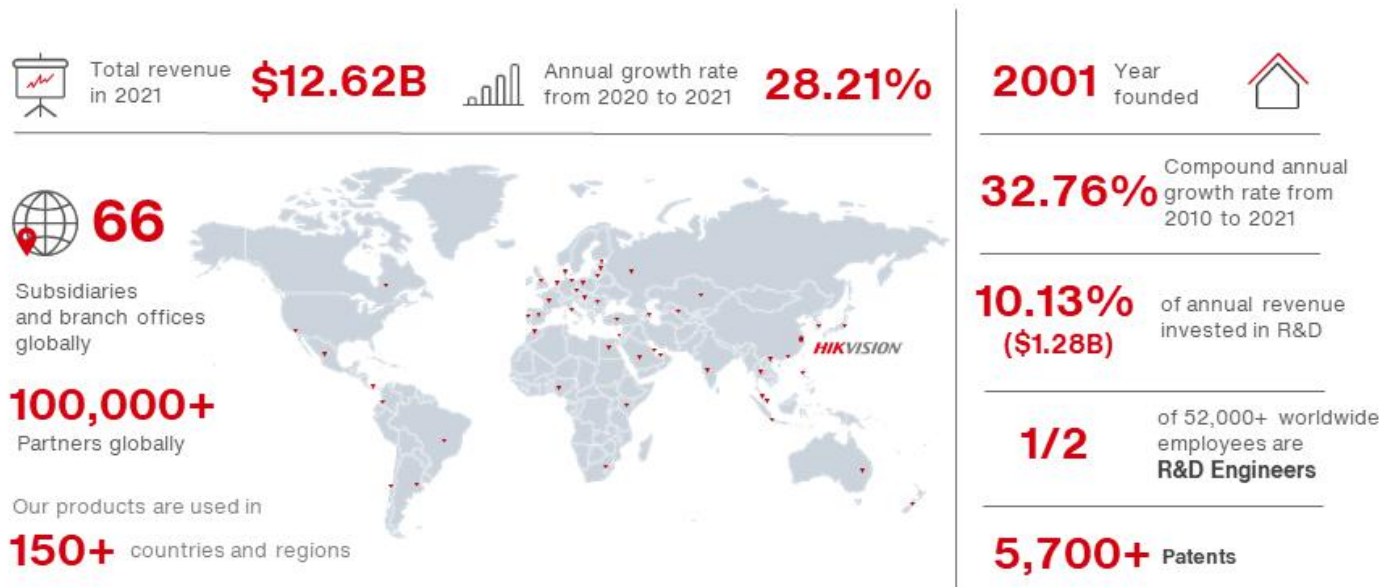 Total revenue
in 2021
$12.62B
Annual growth rate
from 2020 to 2021
28.21%
66
Subsidiaries
and branch offices
globally
100,000+
Partners globally
Our products are used in
150+ countries and regions
HIKVISION
2001
Year
founded
32.76%
Compound annual
growth rate from
2010 to 2021
10.13%
($1.28B)
of annual revenue
invested in R&D
1/2
of 52,000+ worldwide
employees are
R&D Engineers
5,700+ Patents